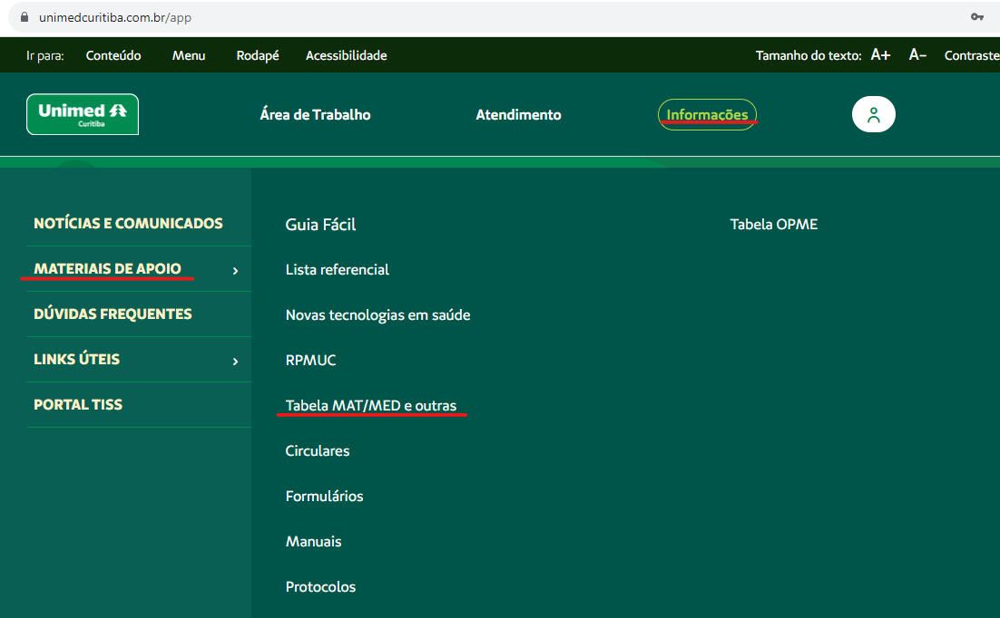 unimedcuritiba.com.br/app
Ir para: Conteúdo Menu Rodapé Acessibilidade Tamanho do texto: A+ A- Contraste
Unimed
Curitiba
Área de Trabalho Atendimento Informações
NOTÍCIAS E COMUNICADOS
MATERIAIS DE APOIO
DÚVIDAS FREQUENTES
LINKS ÚTEIS
PORTAL TISS
Guia Fácil
Lista referencial
Novas tecnologias em saúde
RPMUC
Tabela MAT/MED e outras
Circulares
Formulários
Manuais
Protocolos
Tabela OPME